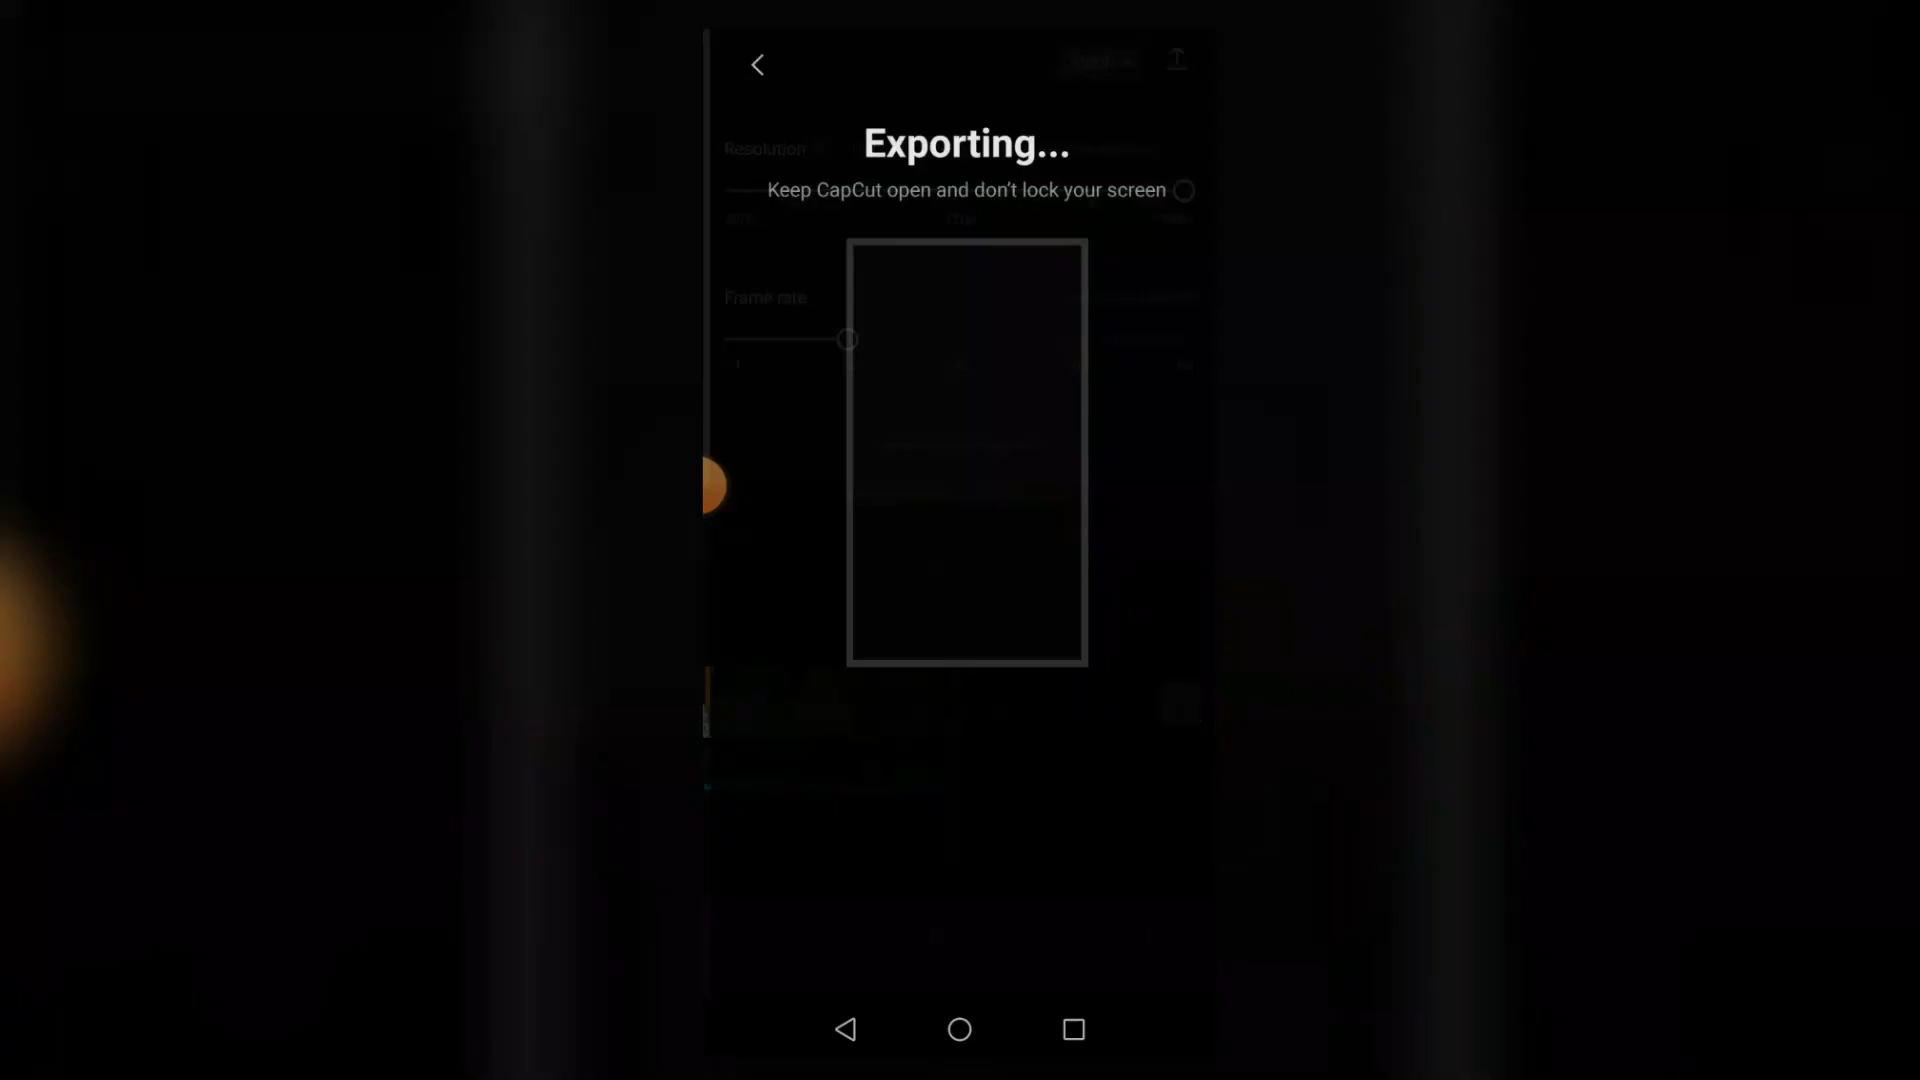 Exporting...
Resolution
Keep CapCut open and don't lock your screen
Frame rate